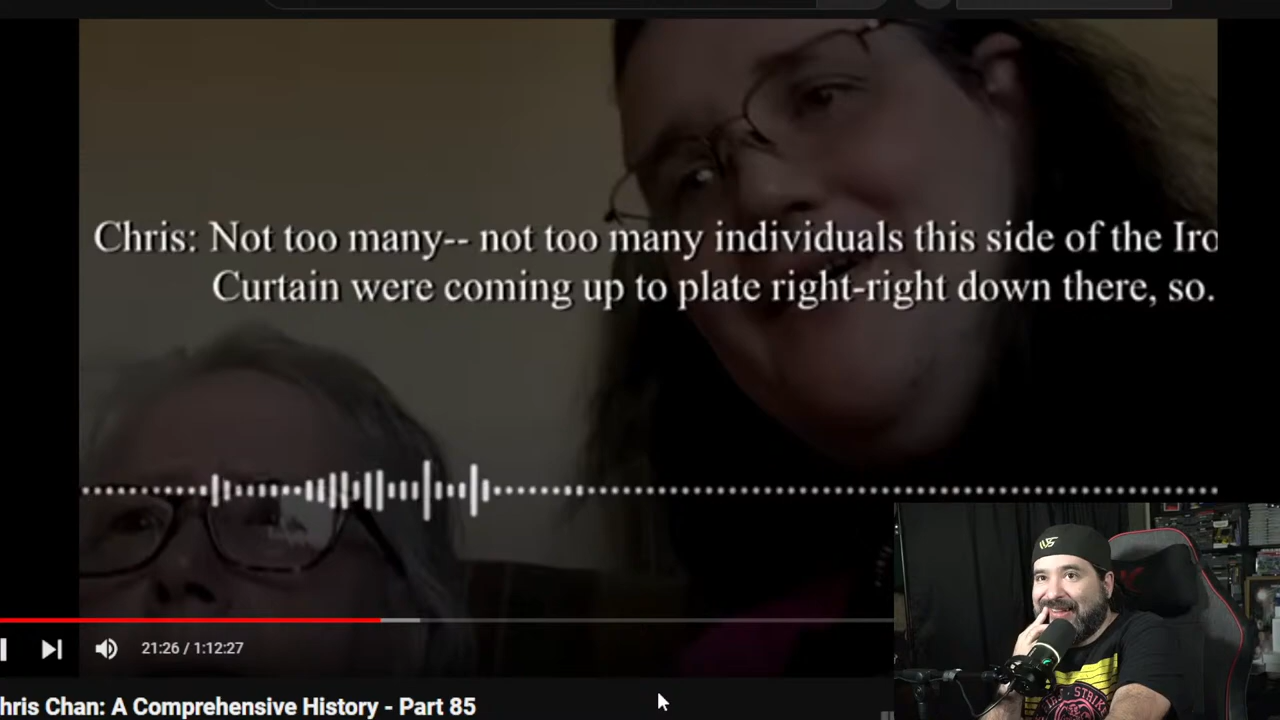 Chris: Not too many-- not too many individuals this side of the Iro
Curtain were coming up to plate right-right down there, so.
21:26 / 1:12:27
hris Chan: A Comprehensive History - Part 85